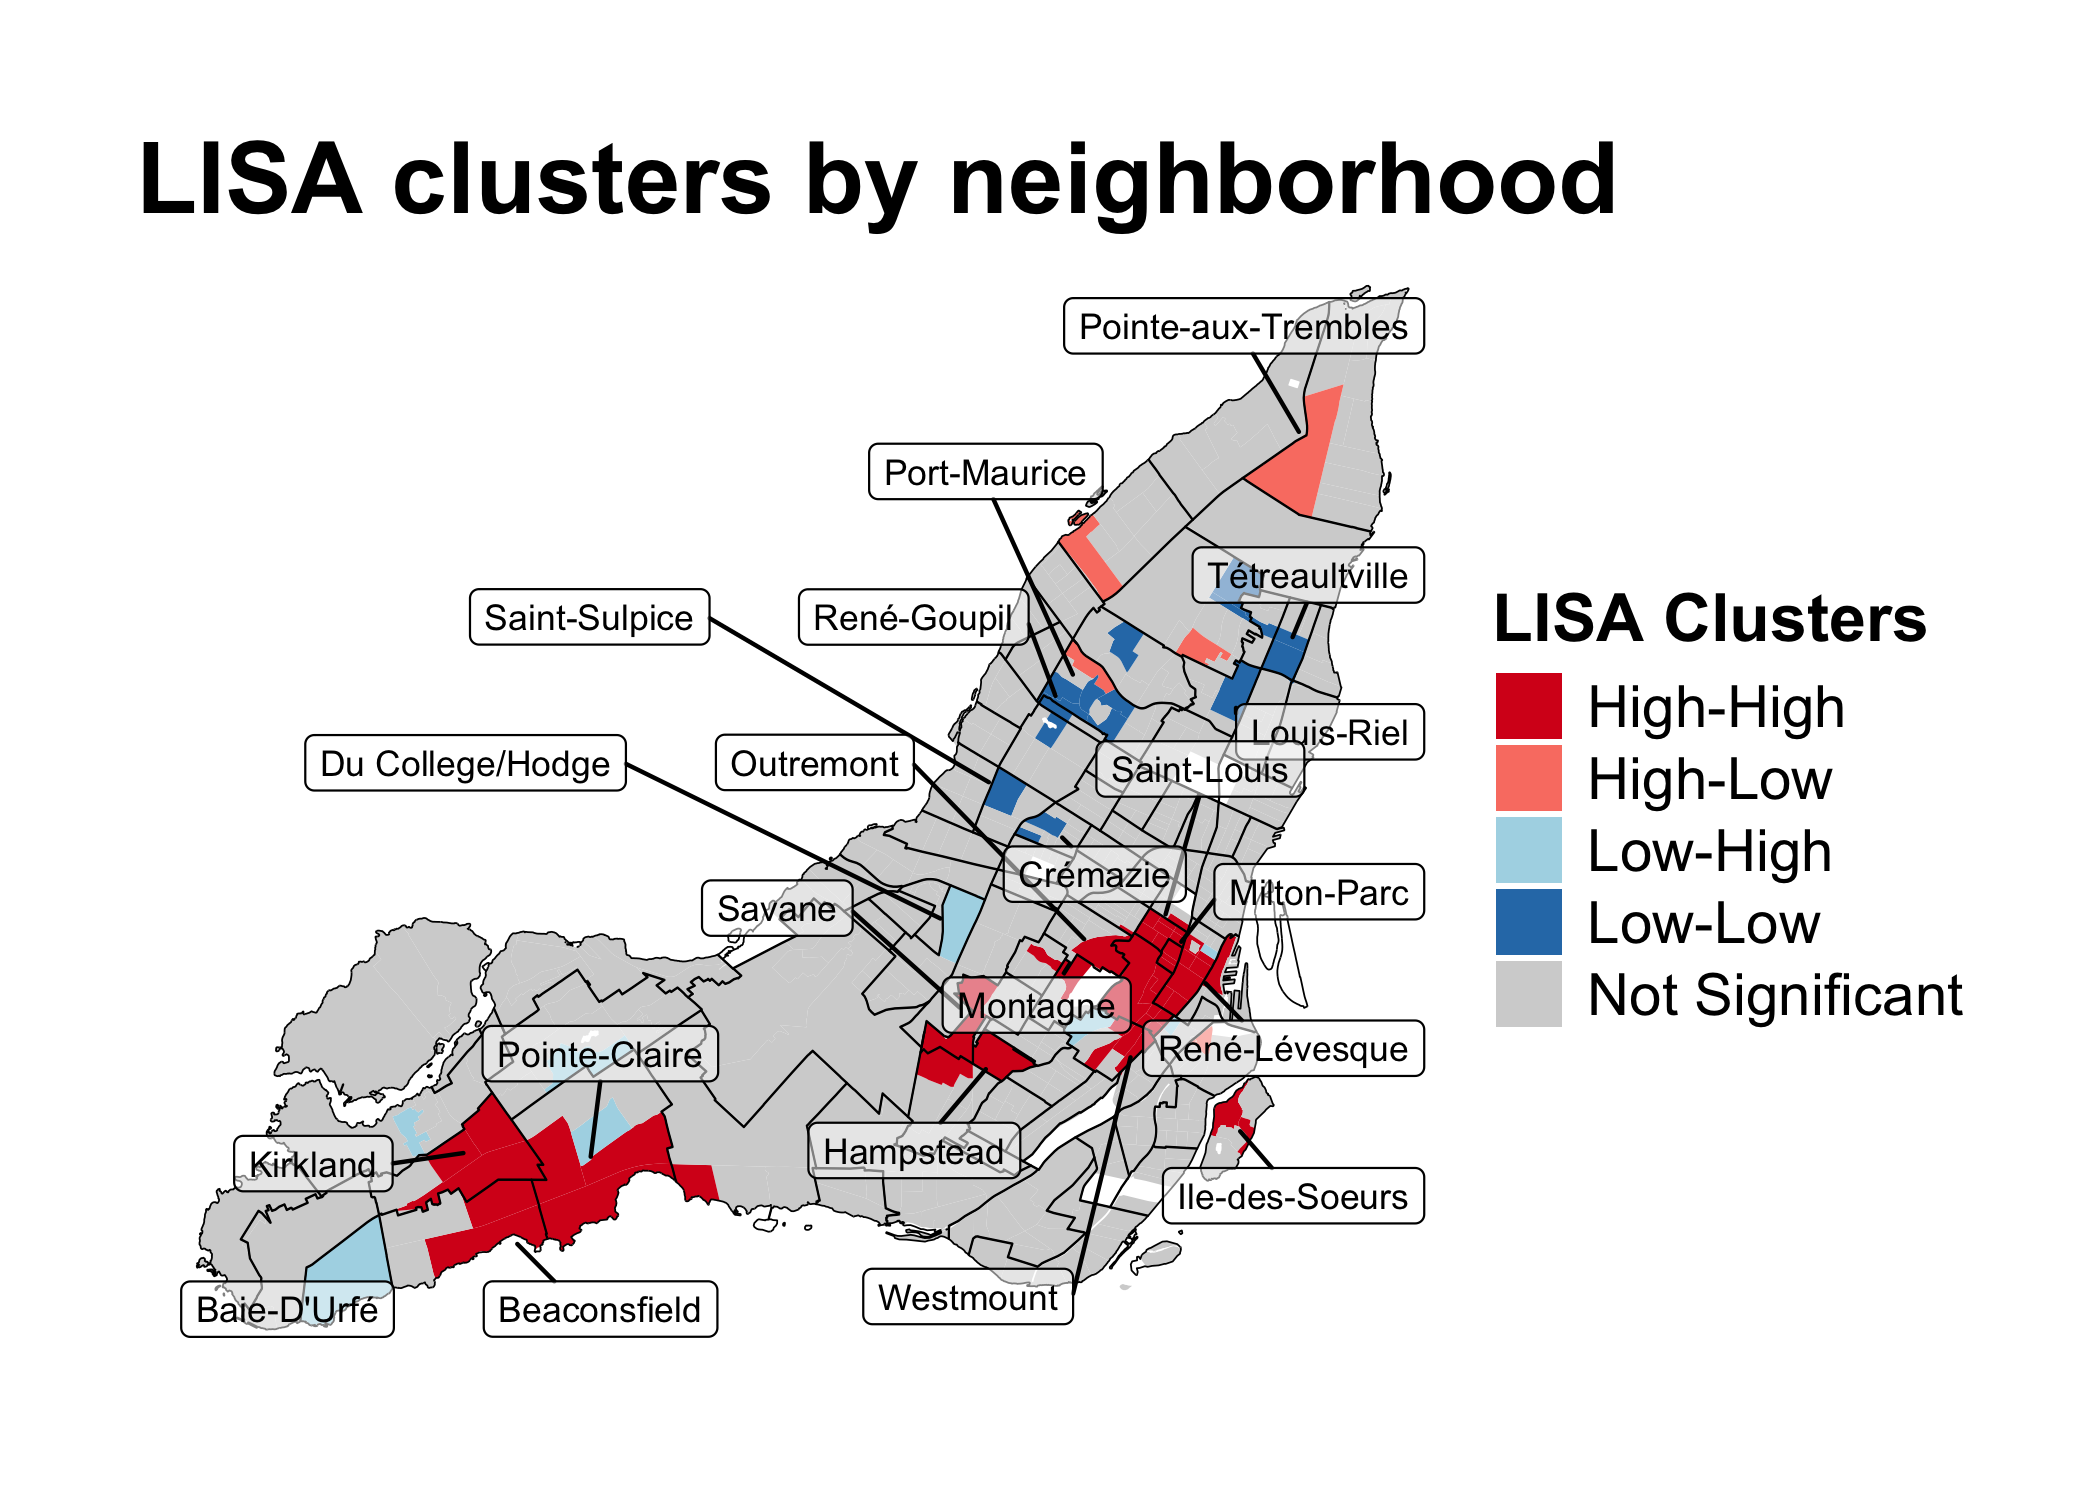 LISA clusters by neighborhood
Pointe-aux-Trembles
Port-Maurice
Tétreaultville
Saint-Sulpice
René-Goupil
Louis-Riel
Du College/Hodge
Outremont
Saint-Louis
Crémazie
Milton-Parc
Savane
Montagne
René-Lévesque
Pointe-Claire
Hampstead
Kirkland
Ile-des-Soeurs
Westmount
Baie-D'Urfé
Beaconsfield
LISA Clusters
High-High
High-Low
Low-High
Low-Low
Not Significant